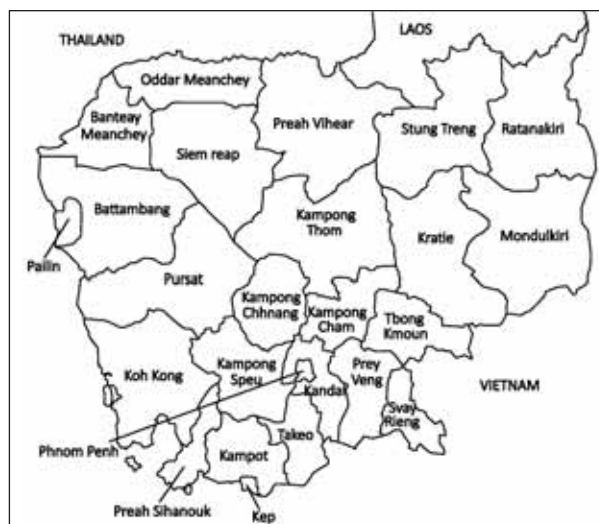 THAILAND
LAOS
Oddar Meanchey
Banteay
Meanchey
Preah Vihear
Stung Treng
Ratanakiri
Siem reap
Battambang
Kampong
Thom
Kratie
Mondulkiri
Pailin
Pursat
Kampong
Chhnang
Kampong
Cham
Tbong
Kmoun
Koh Kong
Kampong
Speu
Kandal
Prey
Veng
VIETNAM
Svay
Rieng
Phnom Penh
Takeo
Kampot
Preah Sihanouk
Kep